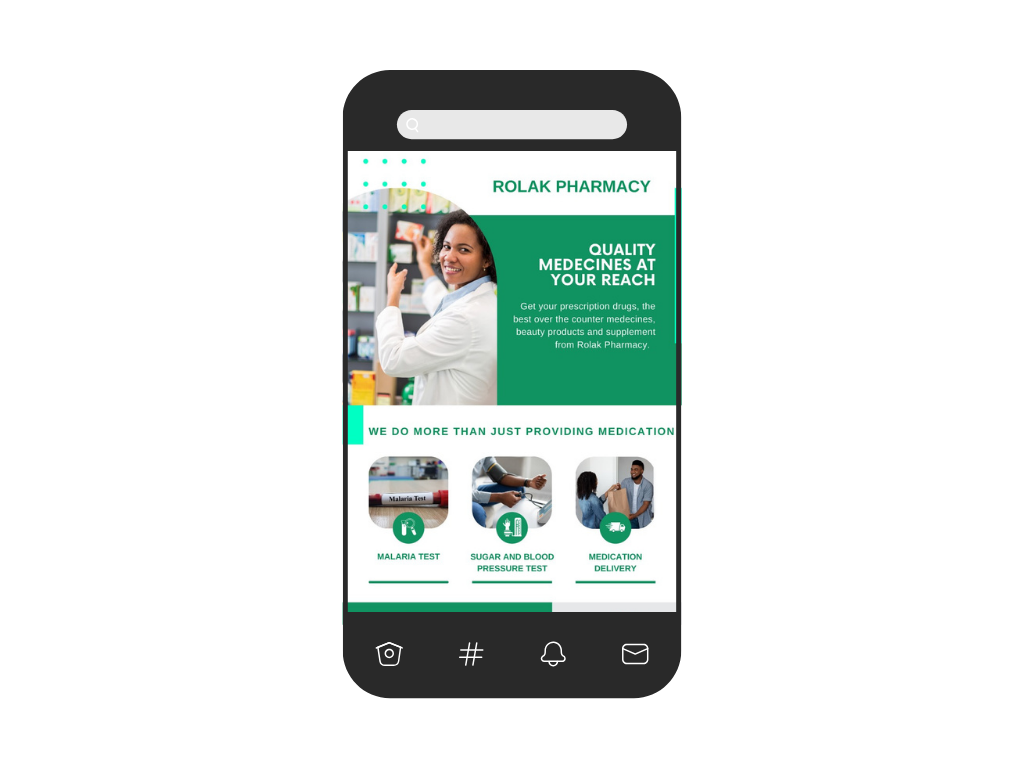 ROLAK PHARMACY
QUALITY
MEDECINES AT
YOUR REACH
Get your prescription drugs, the
best over the counter medecines,
beauty products and supplement
from Rolak Pharmacy.
WE DO MORE THAN JUST PROVIDING MEDICATION
Malaria Test
MALARIA TEST
SUGAR AND BLOOD
PRESSURE TEST
MEDICATION
DELIVERY